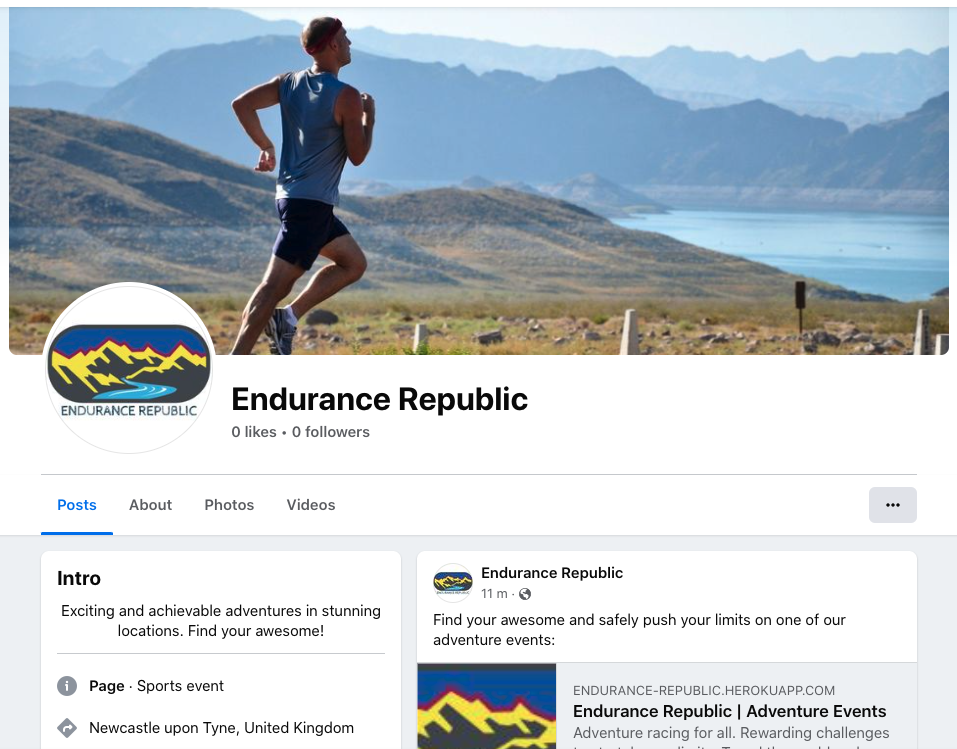 ENDURANCE REPUBLIC
Endurance Republic
0 likes • 0 followers
Posts About Photos Videos
Intro
Exciting and achievable adventures in stunning
locations. Find your awesome!
Page · Sports event
Newcastle upon Tyne, United Kingdom
Endurance Republic
11 m ·
Find your awesome and safely push your limits on one of our
adventure events:
ENDURANCE-REPUBLIC.HEROKUAPP.COM
Endurance Republic | Adventure Events
Adventure racing for all. Rewarding challenges